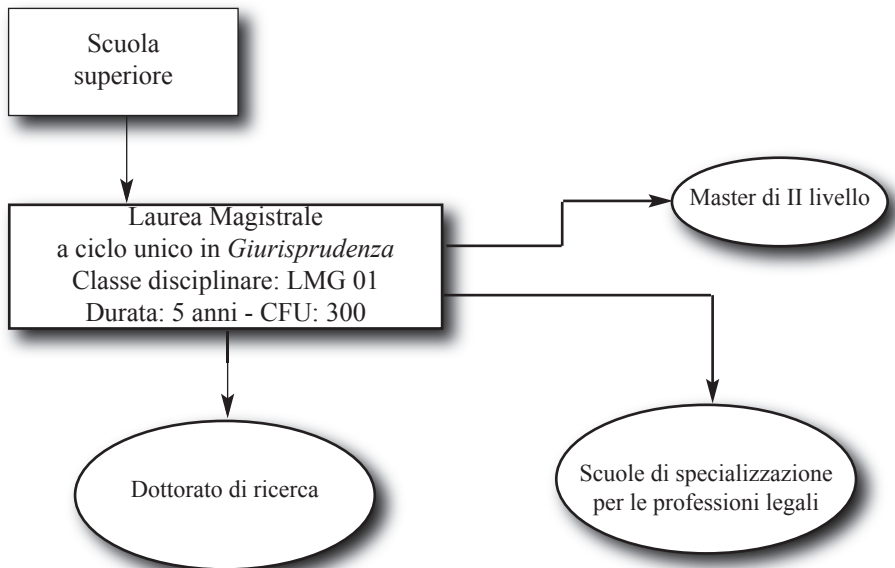 Scuola
superiore
Laurea Magistrale
a ciclo unico in Giurisprudenza
Classe disciplinare: LMG 01
Durata: 5 anni - CFU: 300
Master di II livello
Dottorato di ricerca
Scuole di specializzazione
per le professioni legali